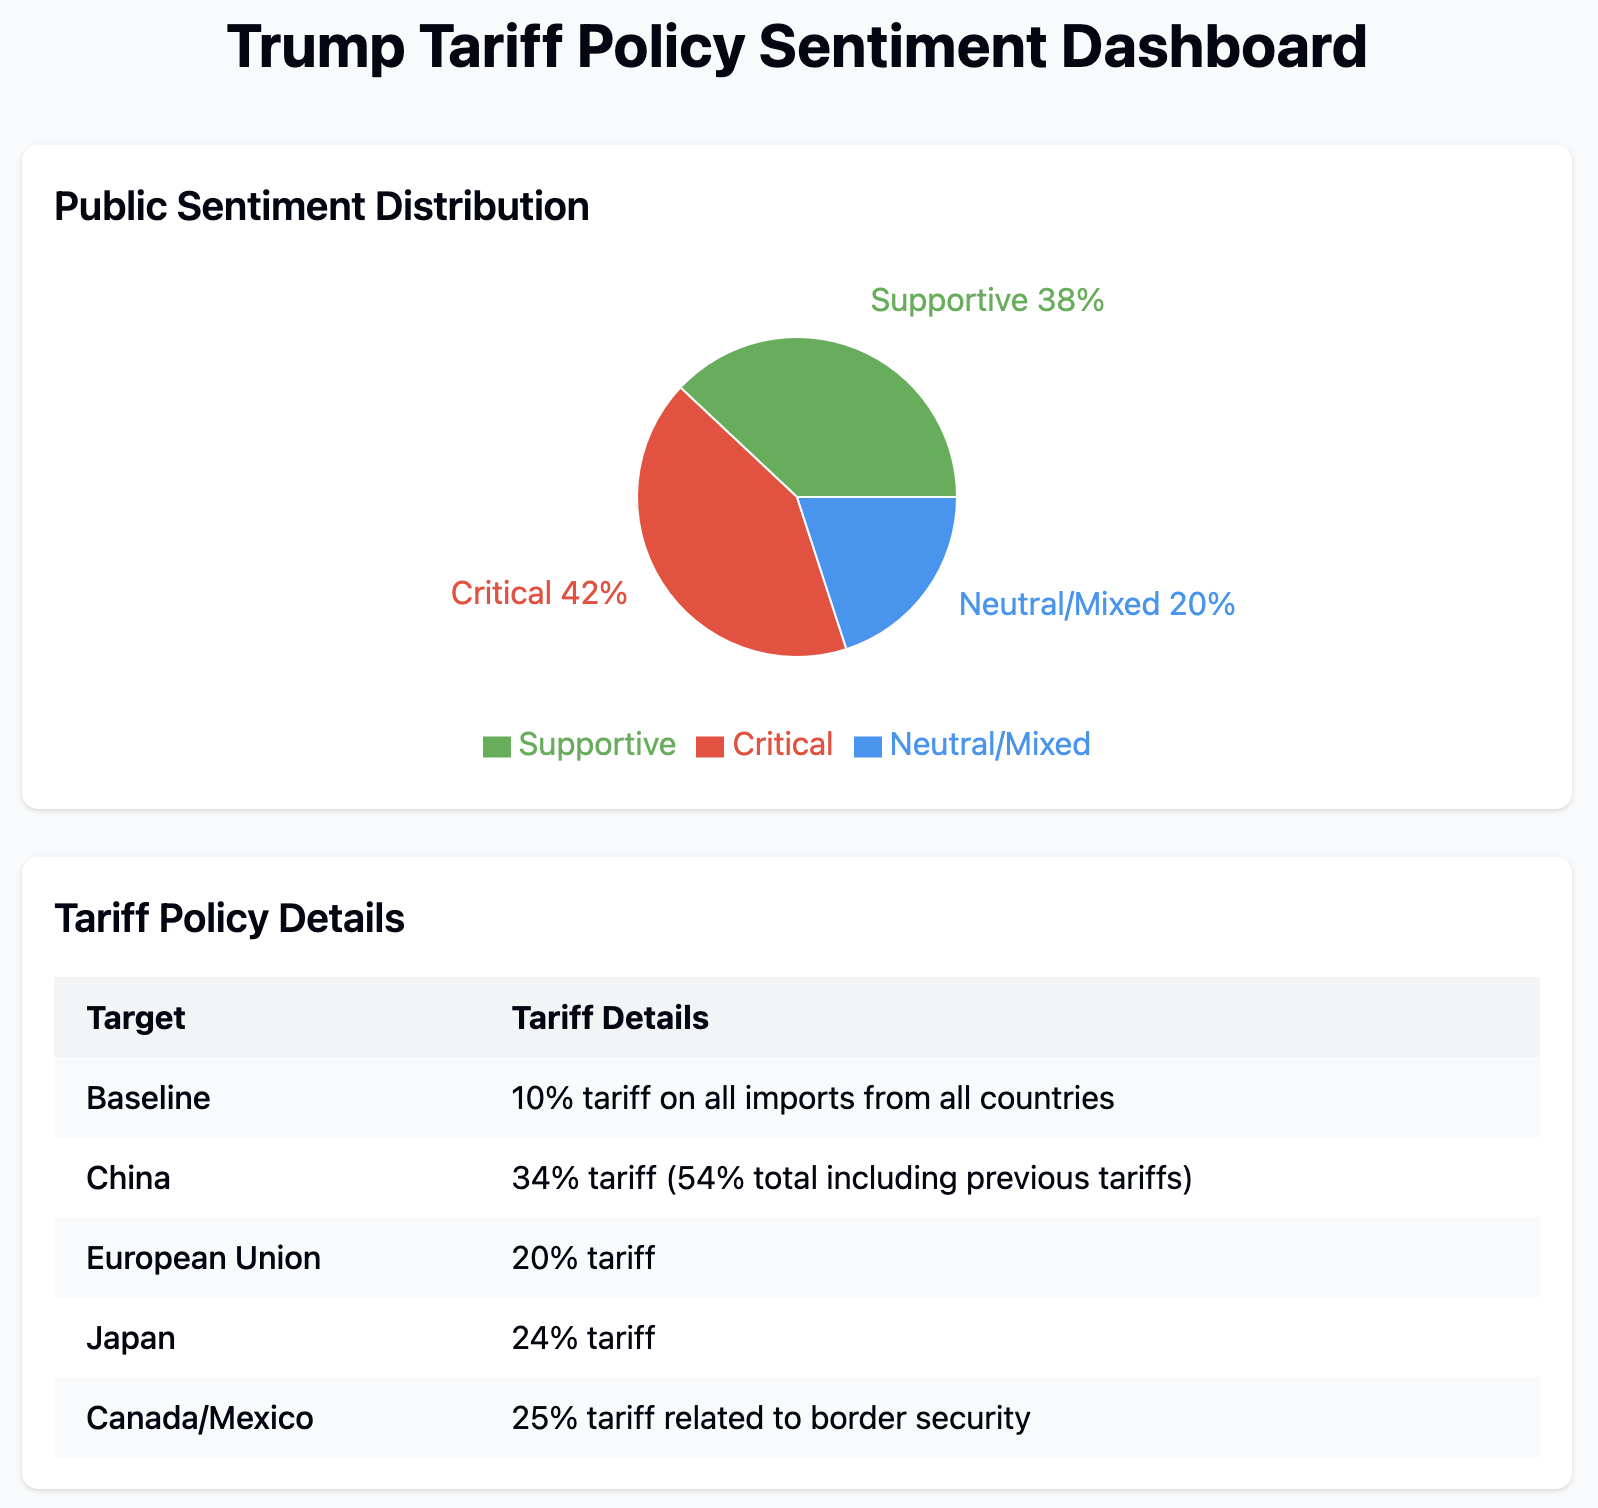 Trump Tariff Policy Sentiment Dashboard
Public Sentiment Distribution
Supportive 38%
Critical 42%
Neutral/Mixed 20%
Supportive Critical Neutral/Mixed
Tariff Policy Details
Target Tariff Details
Baseline 10% tariff on all imports from all countries
China 34% tariff (54% total including previous tariffs)
European Union 20% tariff
Japan 24% tariff
Canada/Mexico 25% tariff related to border security